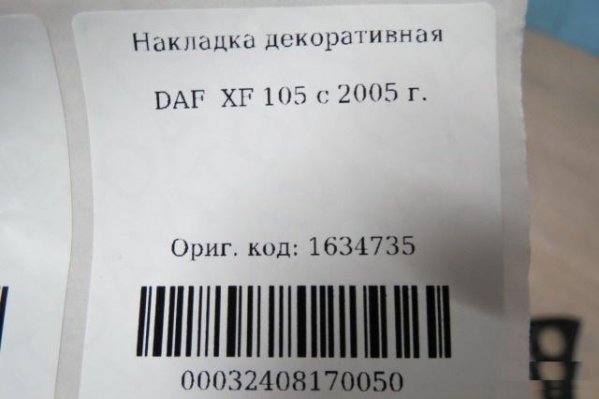 Накладка декоративная
DAF XF 105 с 2005 г.
Ориг. код: 1634735
00032408170050